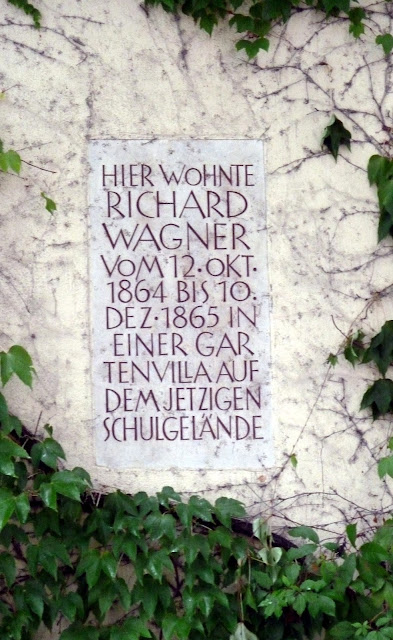 HIER WOHNTE
RICHARD
WAGNER
VOM 12·OKT·
1864 BIS 10.
DEZ·1865 IN
EINER GAR
TENVILLA AUF
DEM JETZIGEN
SCHULGELÄNDE